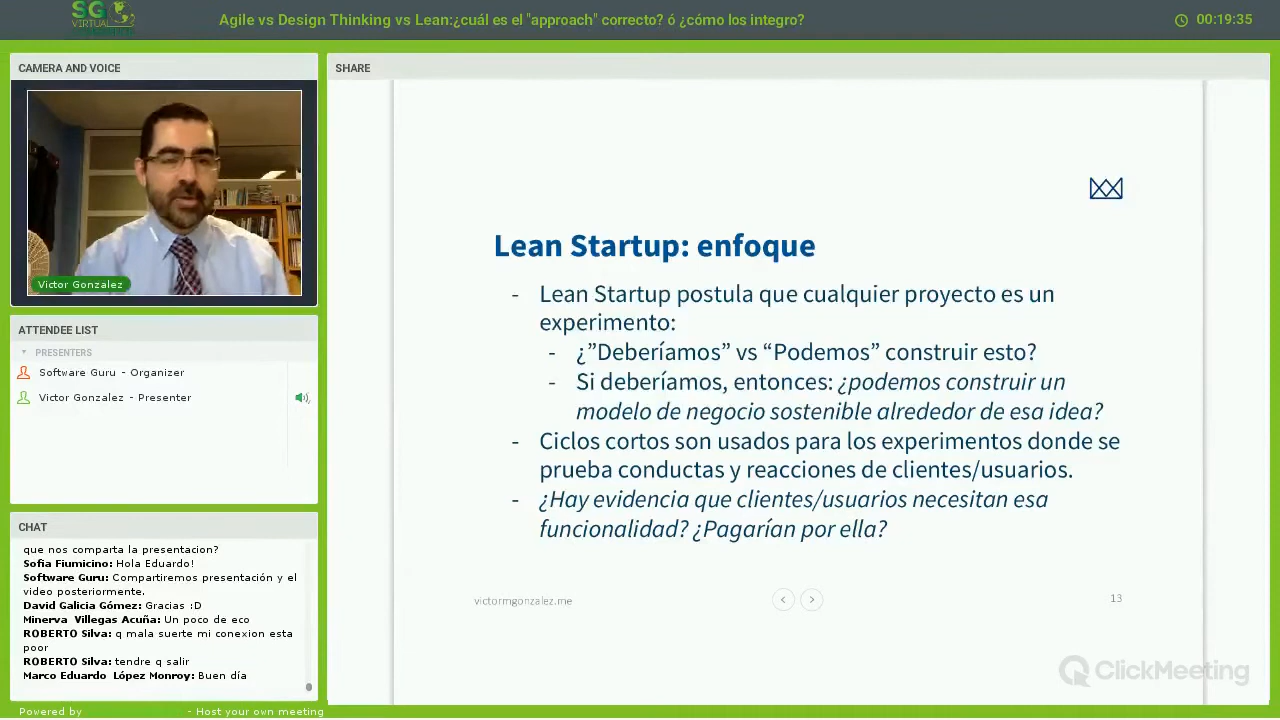 SG
VIRTUAL
Agile vs Design Thinking vs Lean:¿cuál es el "approach" correcto? ó ¿cómo los integro?
00:19:35
CAMERA AND VOICE
Victor Gonzalez
ATTENDEE LIST
PRESENTERS
Software Guru - Organizer
Victor Gonzalez - Presenter
CHAT
que nos comparta la presentacion?
Sofia Fiumicino: Hola Eduardo!
Software Guru: Compartiremos presentación y el
video posteriormente.
David Galicia Gómez: Gracias :D
Minerva Villegas Acuña: Un poco de eco
ROBERTO Silva: q mala suerte mi conexion esta
poor
ROBERTO Silva: tendre q salir
Marco Eduardo López Monroy: Buen día
Powered by - Host your own meeting
SHARE
Lean Startup: enfoque
- Lean Startup postula que cualquier proyecto es un
experimento:
- ¿”Deberíamos” vs “Podemos” construir esto?
- Si deberíamos, entonces: ¿podemos construir un
modelo de negocio sostenible alrededor de esa idea?
- Ciclos cortos son usados para los experimentos donde se
prueba conductas y reacciones de clientes/usuarios.
- ¿Hay evidencia que clientes/usuarios necesitan esa
funcionalidad? ¿Pagarían por ella?
victormgonzalez.me
13
ClickMeeting